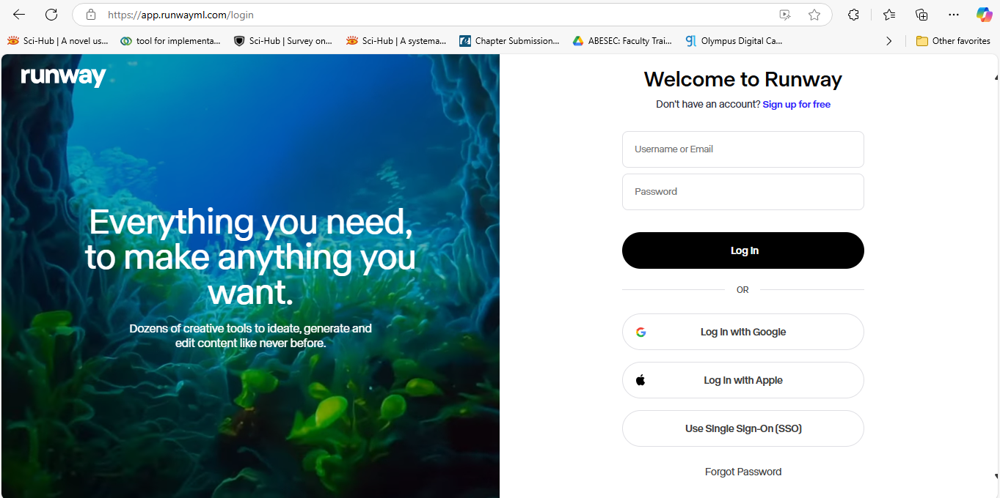 https://app.runwayml.com/login
Sci-Hub | A novel us...
tool for implementa...
Sci-Hub | Survey on...
Sci-Hub | A systema...
Chapter Submission...
ABESEC: Faculty Trai...
Olympus Digital Ca...
Other favorites
runway
Everything you need,
to make anything you
want.
Dozens of creative tools to ideate, generate and
edit content like never before.
Welcome to Runway
Don't have an account? Sign up for free
Username or Email
Password
Log In
OR
Log In with Google
Log In with Apple
Use Single Sign-On (SSO)
Forgot Password